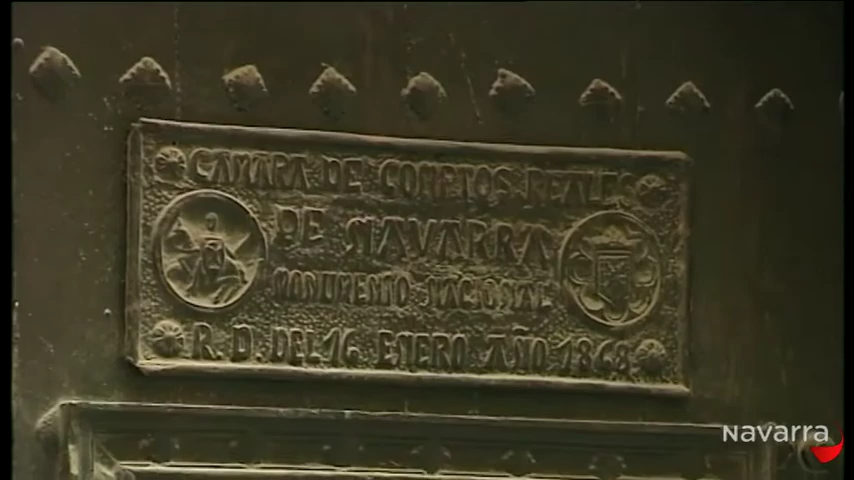 CAMARA DE COMPTOS REALES
DE NAVARRA
MONUMENTO NACIONAL
R. D. DEL 16 ENERO AÑO 1868
Navarra